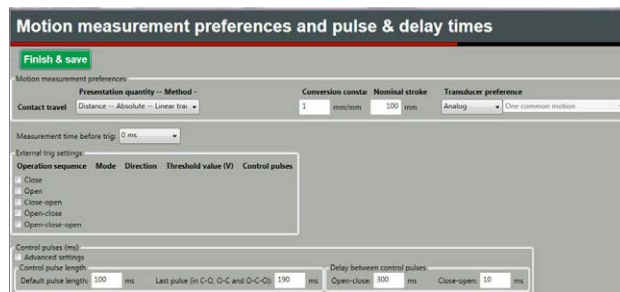 Motion measurement preferences and pulse & delay times
Finish & save
Motion measurement preferences
Presentation quantity -- Method -
Conversion consta Nominal stroke Transducer preference
Contact travel Distance -- Absolute -- Linear tra 1 mm/mm 100 mm Analog One common motion
Measurement time before trig: 0 ms
External trig settings
Operation sequence Mode Direction Threshold value (V) Control pulses
Close
Open
Close-open
Open-close
Open-close-open
Control pulses (ms)
Advanced settings
Control pulse length Delay between control pulses
Default pulse length: 100 ms Last pulse (in C-O, O-C and O-C-O): 190 ms Open-close: 300 ms Close-open: 10 ms